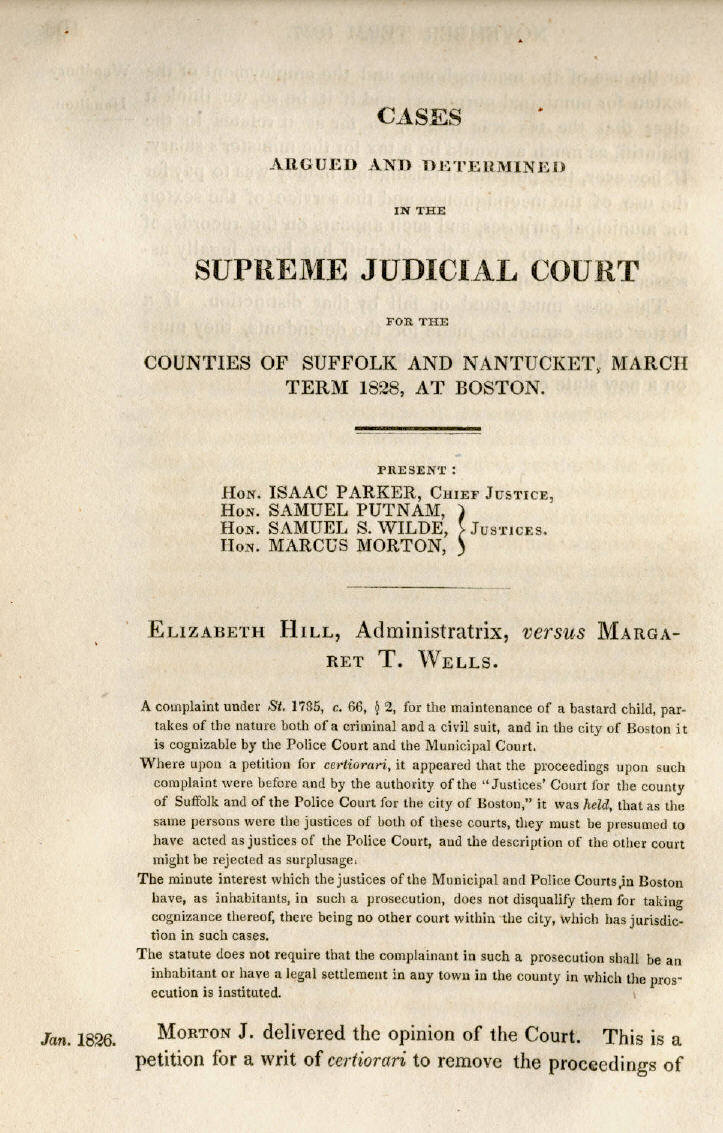 CASES
ARGUED AND DETERMINED
IN THE
SUPREME JUDICIAL COURT
FOR THE
COUNTIES OF SUFFOLK AND NANTUCKET, MARCH
TERM 1828, AT BOSTON.
PRESENT :
HON. ISAAC PARKER, CHIEF JUSTICE,
HON. SAMUEL PUTNAM,
HON. SAMUEL S. WILDE, } JUSTICES.
HON. MARCUS MORTON,
ELIZABETH HILL, Administratrix, versus MARGA-
RET T. WELLS.
A complaint under St. 1785, c. 66, § 2, for the maintenance of a bastard child, par-
takes of the nature both of a criminal and a civil suit, and in the city of Boston it
is cognizable by the Police Court and the Municipal Court.
Where upon a petition for certiorari, it appeared that the proceedings upon such
complaint were before and by the authority of the "Justices' Court for the county
of Suffolk and of the Police Court for the city of Boston," it was held, that as the
same persons were the justices of both of these courts, they must be presumed to
have acted as justices of the Police Court, and the description of the other court
might be rejected as surplusage.
The minute interest which the justices of the Municipal and Police Courts in Boston
have, as inhabitants, in such a prosecution, does not disqualify them for taking
cognizance thereof, there being no other court within the city, which has jurisdic-
tion in such cases.
The statute does not require that the complainant in such a prosecution shall be an
inhabitant or have a legal settlement in any town in the county in which the pros-
ecution is instituted.
Jan. 1826. MORTON J. delivered the opinion of the Court. This is a
petition for a writ of certiorari to remove the proceedings of